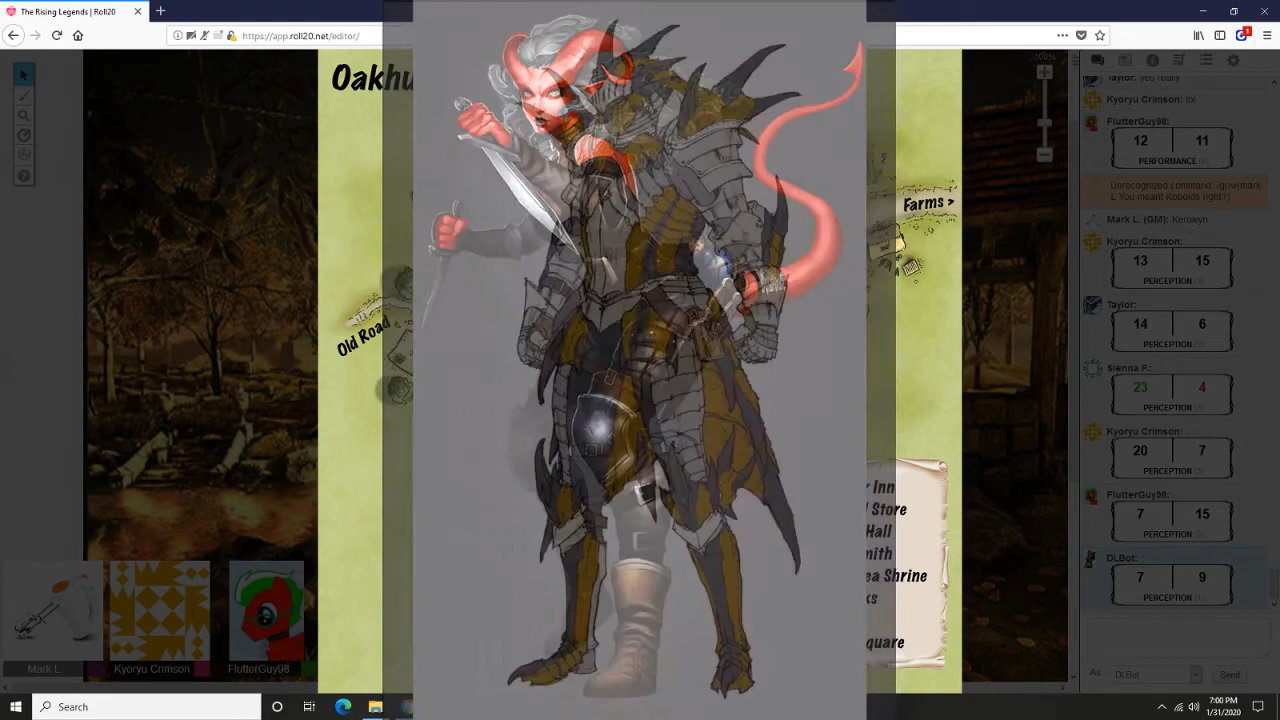 The Rising Legends | Roll20
https://app.roll20.net/editor/
Oakhu
Farms >
Old Road
Inn
Store
Hall
mith
ea Shrine
ks
quare
100%
Taylor: you really
Kyoryu Crimson: lol
FlutterGuy98:
12 11
PERFORMANCE
Unrecognized command: /gnw(mark
L You meant Kobolds right?)
Mark L. (GM): Kerowyn
Kyoryu Crimson:
13 15
PERCEPTION
Taylor:
14 6
PERCEPTION
Sienna F.:
23 4
PERCEPTION
Kyoryu Crimson:
20 7
PERCEPTION
FlutterGuy98:
7 15
PERCEPTION (2)
DLBot:
7 9
PERCEPTION (1)
As DLBot Send
Mark L. Kyoryu Crimson FlutterGuy98
Search
7:00 PM
1/31/2020